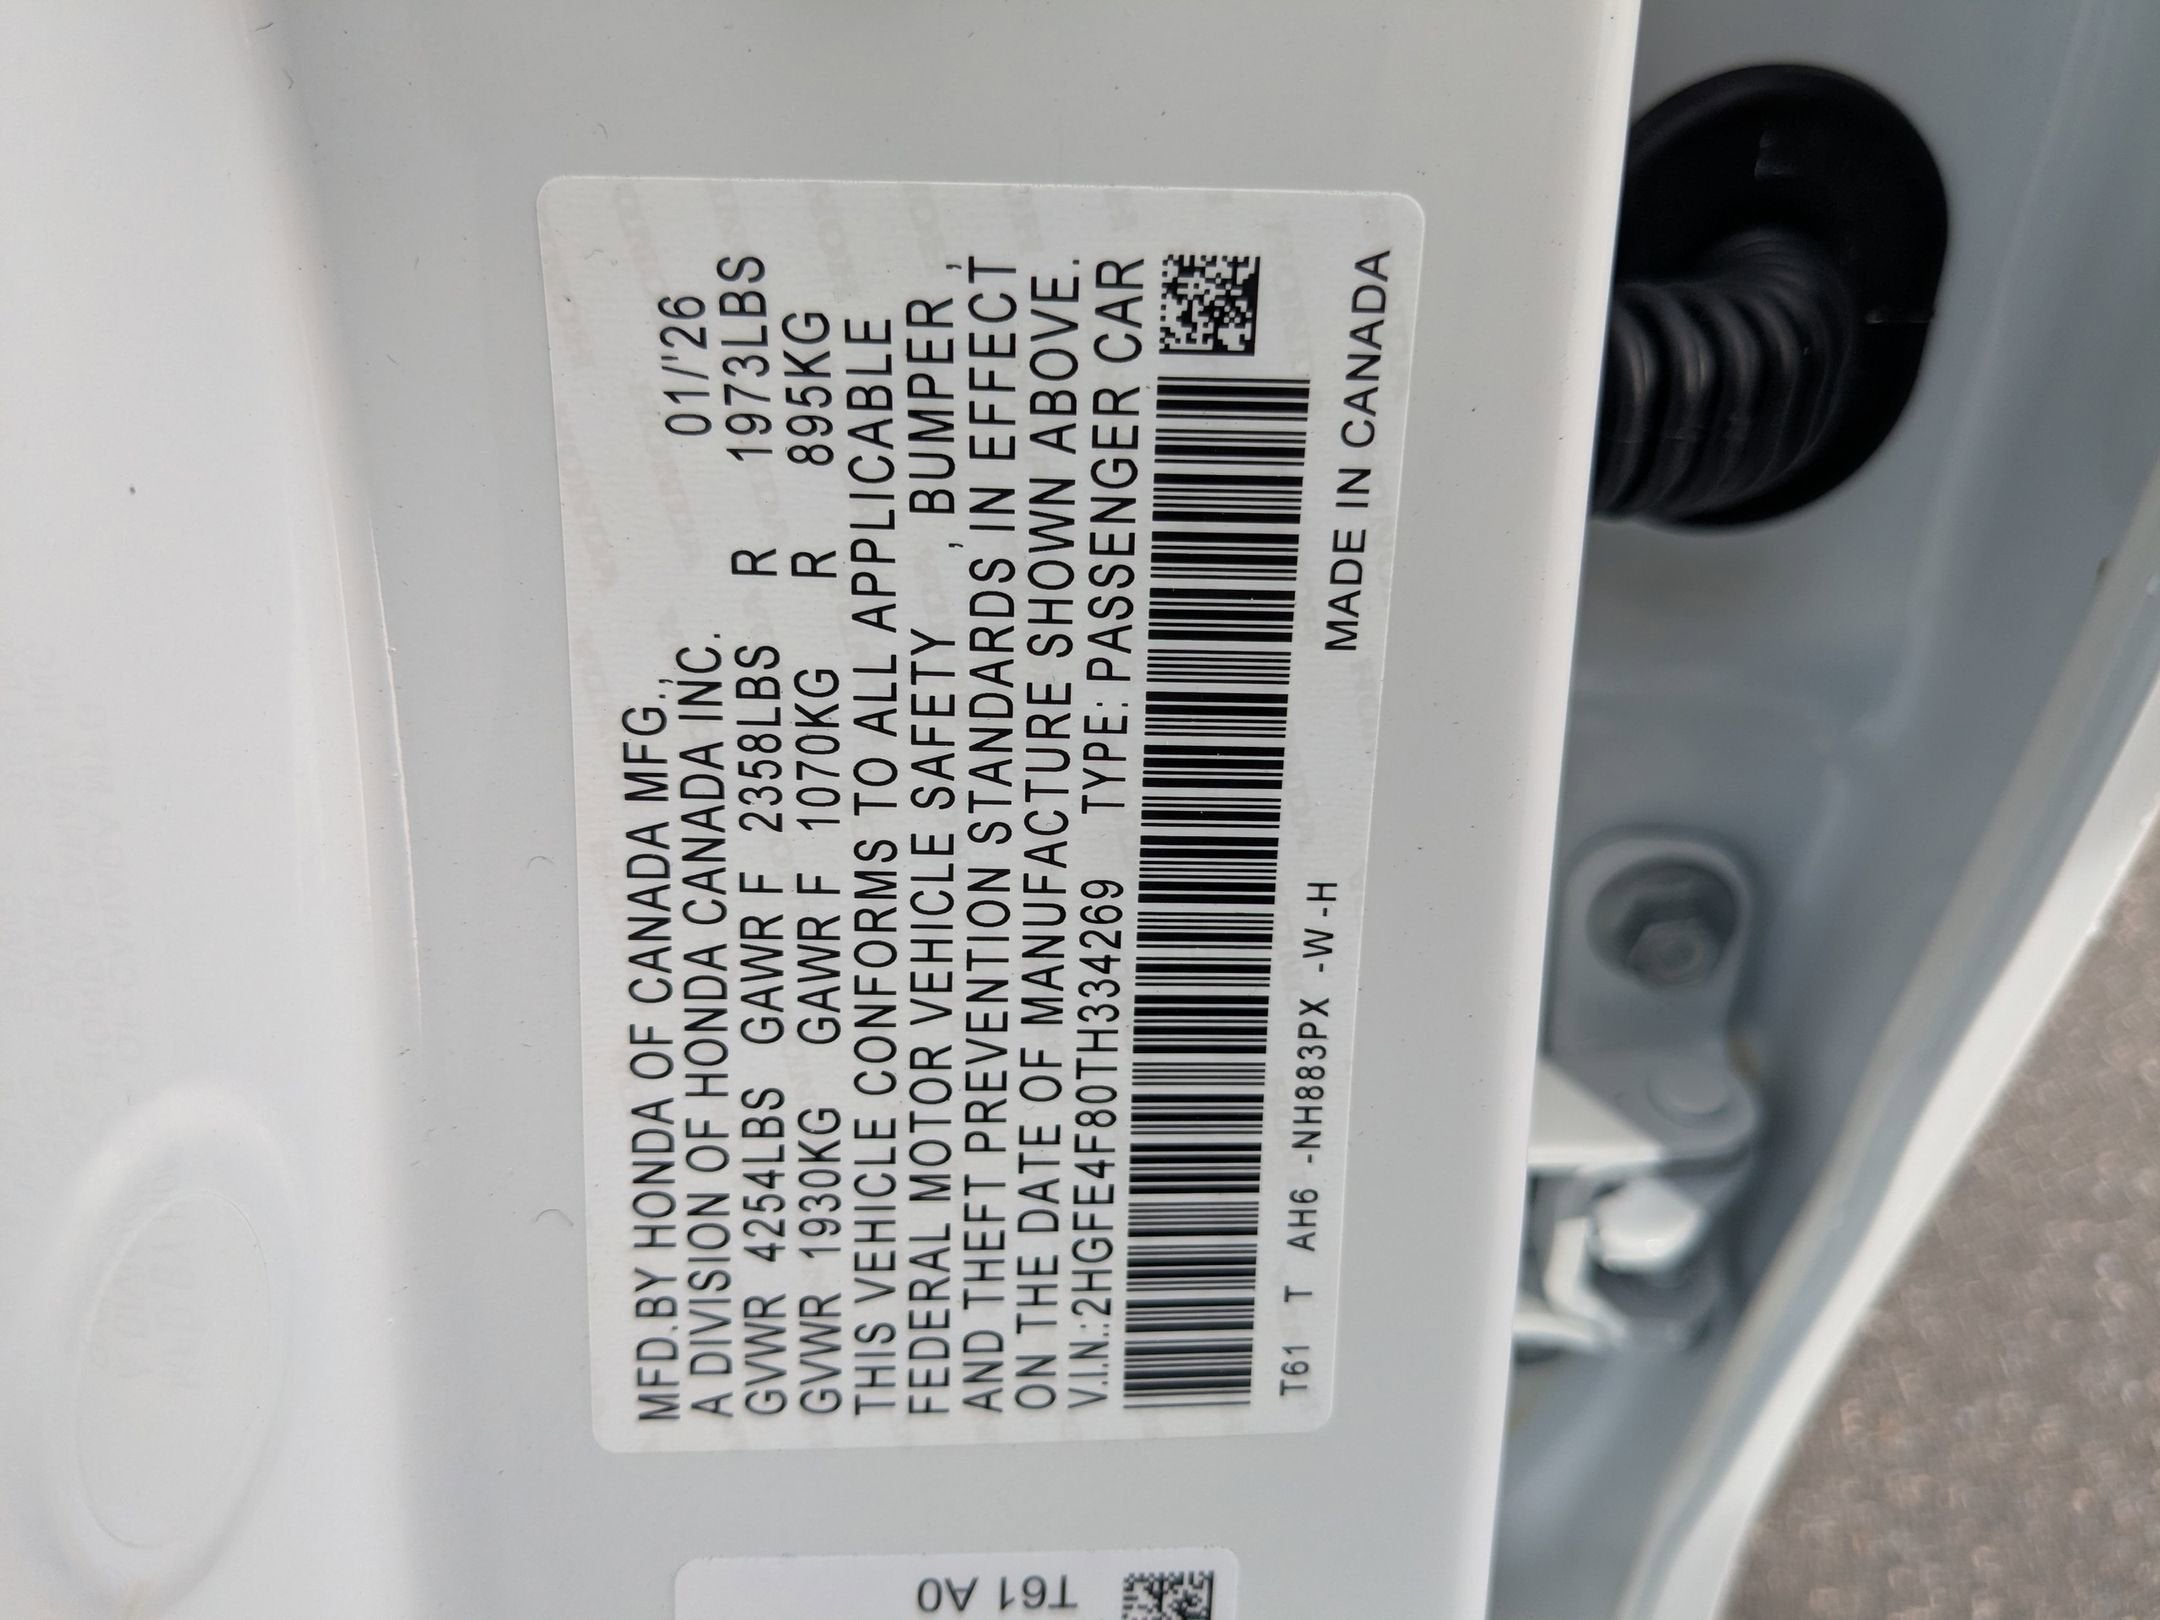 MFD.BY HONDA OF CANADA MFG.,
A DIVISION OF HONDA CANADA INC. 01/'26
GVWR 4254LBS GAWR F 2358LBS R 1973LBS
GVWR 1930KG GAWR F 1070KG R 895KG
THIS VEHICLE CONFORMS TO ALL APPLICABLE
FEDERAL MOTOR VEHICLE SAFETY , BUMPER ,
AND THEFT PREVENTION STANDARDS IN EFFECT
ON THE DATE OF MANUFACTURE SHOWN ABOVE.
V.I.N.:2HGFE4F80TH334269 TYPE: PASSENGER CAR
T61 T AH6 -NH883PX -W -H
MADE IN CANADA
T61 A0